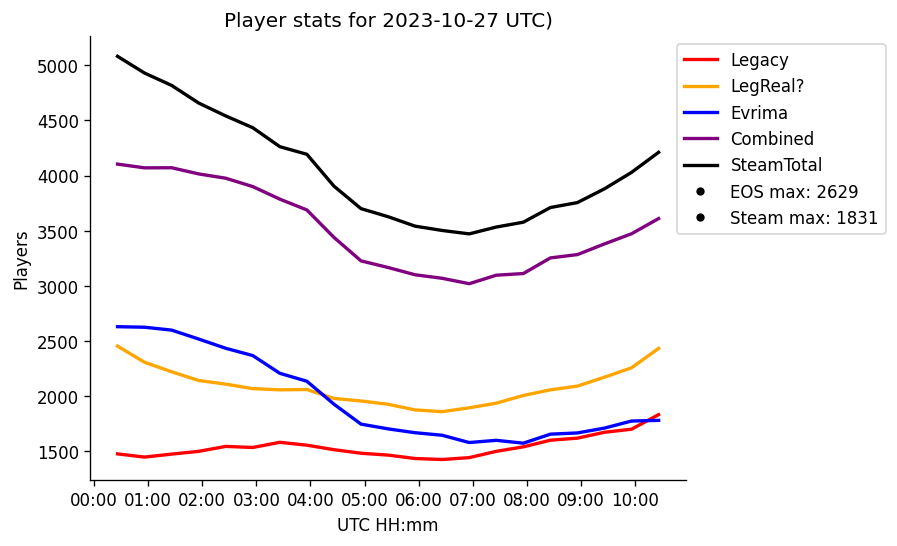 Player stats for 2023-10-27 UTC)
5000
4500
4000
3500
3000
2500
2000
1500
Players
00:00 01:00 02:00 03:00 04:00 05:00 06:00 07:00 08:00 09:00 10:00
UTC HH:mm
Legacy
LegReal?
Evrima
Combined
SteamTotal
EOS max: 2629
Steam max: 1831